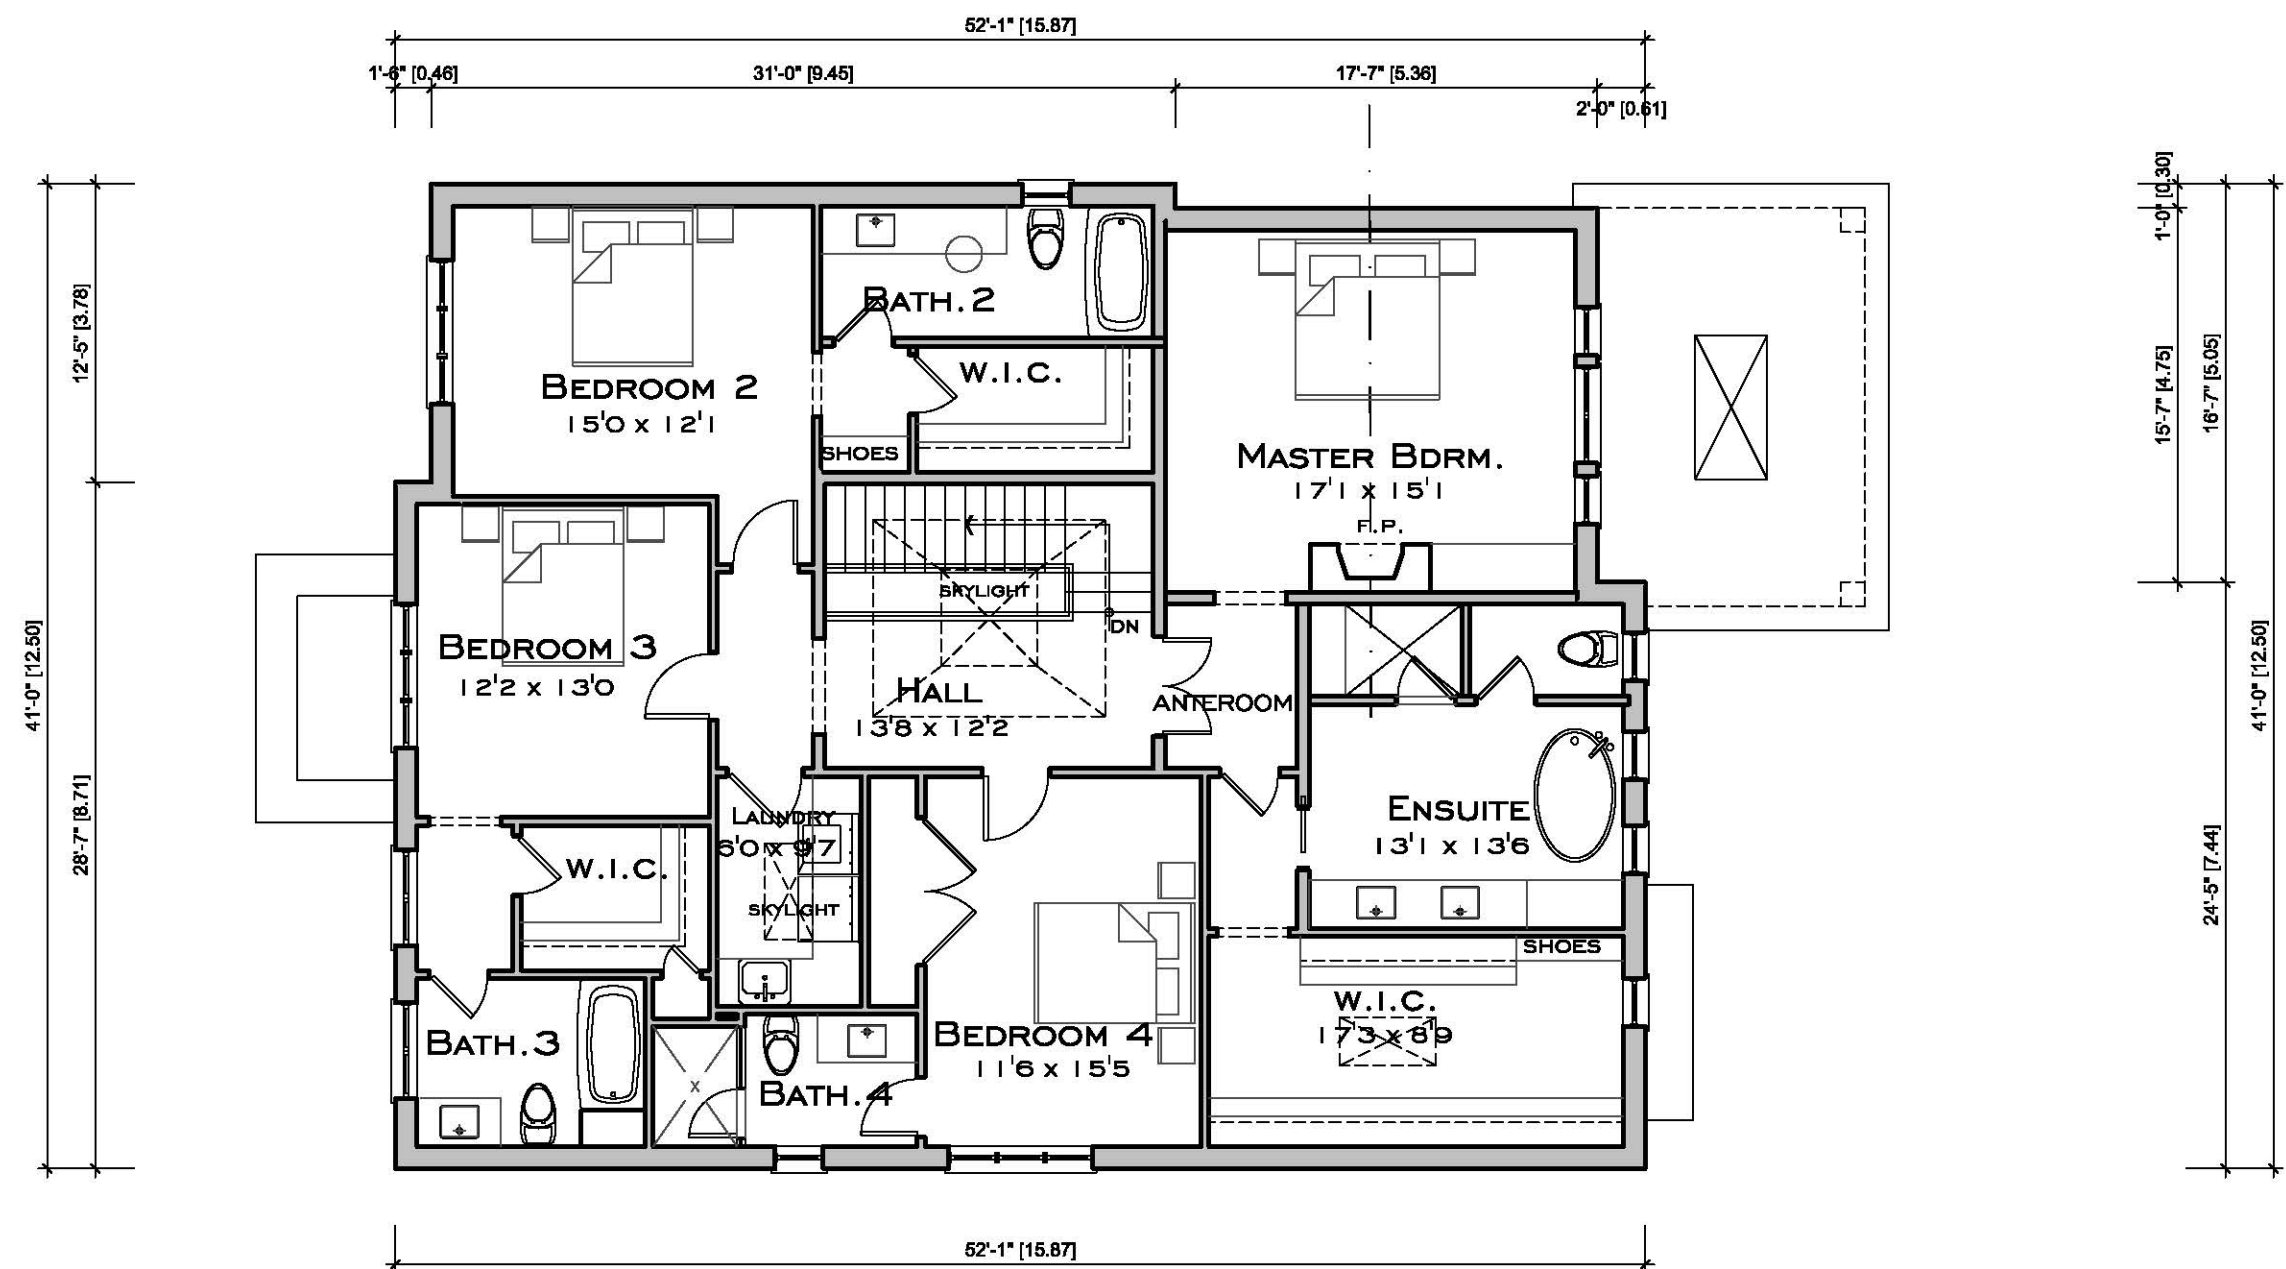 52'-1" [15.87]
1'-6" [0.46]
31'-0" [9.45]
17'-7" [5.36]
2'-0" [0.61]
1'-0" [0.30]
12'-5" [3.78]
BATH.2
W.I.C.
BEDROOM 2
15'0 x 12'1
SHOES
MASTER BDRM.
17'1 x 15'1
F.P.
15'-7" [4.75]
16'-7" [5.05]
SKYLIGHT
DN
BEDROOM 3
12'2 x 13'0
HALL
13'8 x 12'2
ANTEROOM
41'-0" [12.50]
41'-0" [12.50]
28'-7" [8.71]
LAUNDRY
6'0 x 9'7
SKYLIGHT
W.I.C.
ENSUITE
13'1 x 13'6
24'-5" [7.44]
SHOES
W.I.C.
17'3 x 8'9
BATH.3
BEDROOM 4
11'6 x 15'5
BATH.4
52'-1" [15.87]